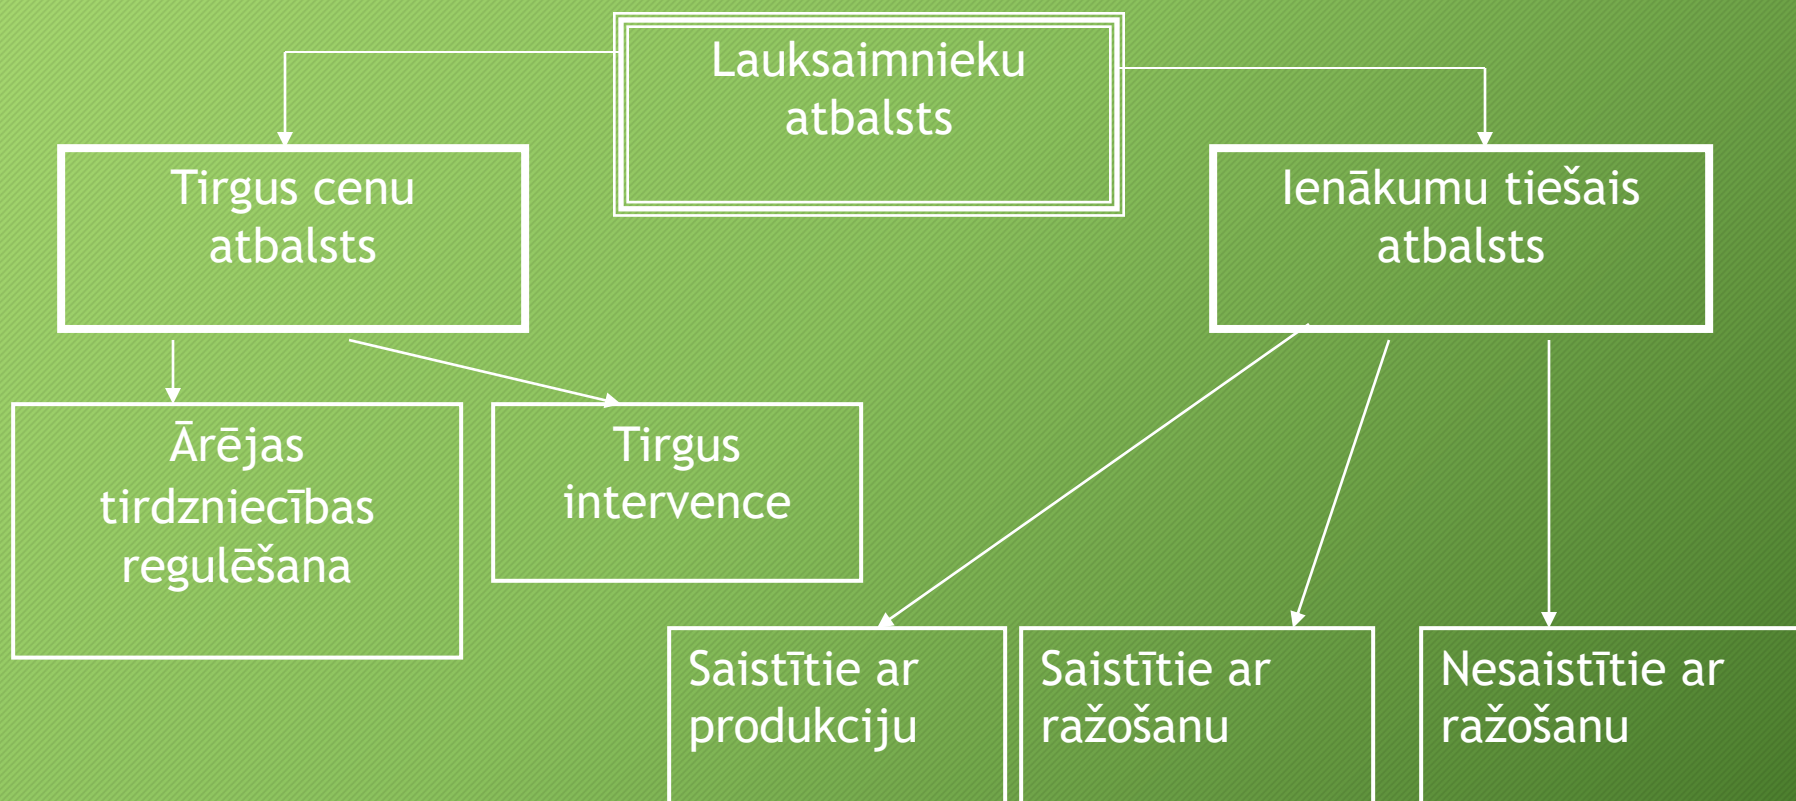 Lauksaimnieku
atbalsts
Tirgus cenu
atbalsts
Ienākumu tiešais
atbalsts
Ārējas
tirdzniecības
regulēšana
Tirgus
intervence
Saistītie ar
produkciju
Saistītie ar
ražošanu
Nesaistītie ar
ražošanu